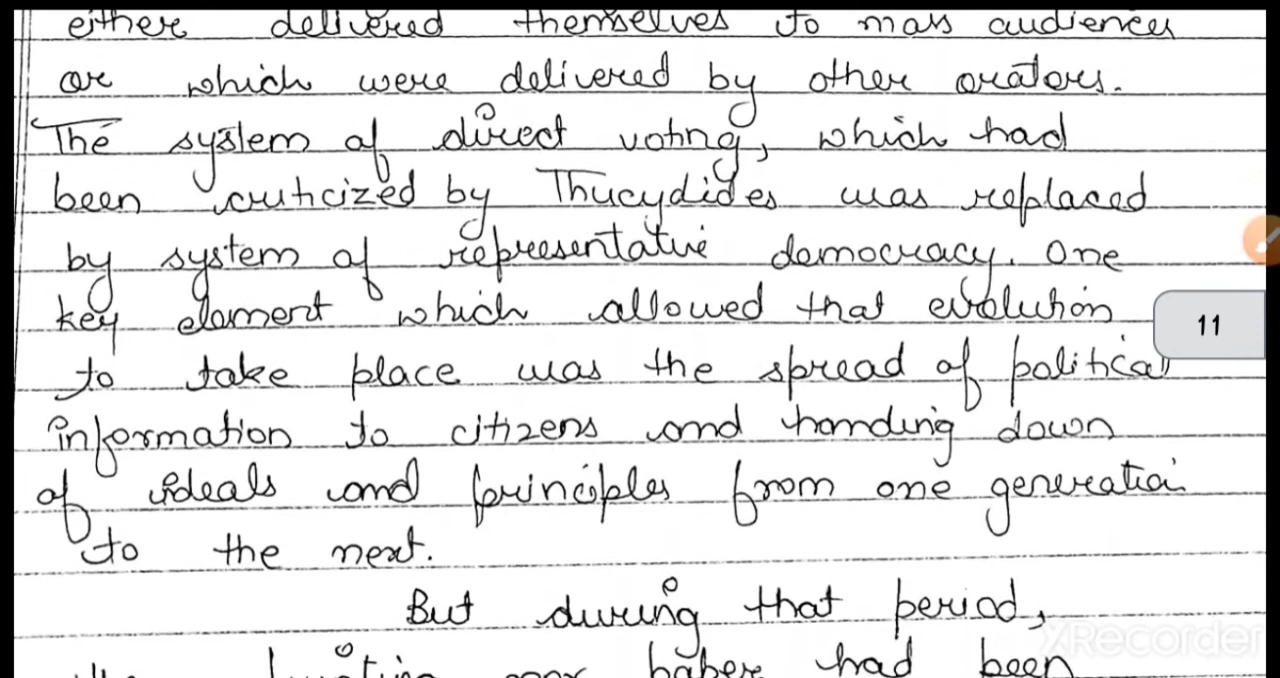 either delivered themselves to mass audiences
or which were delivered by other orators.
The system of direct voting, which had
been criticized by Thucydides was replaced
by system of representative democracy. One
key element which allowed that evolution
to take place was the spread of political
information to citizens and handing down
of ideals and principles from one generation
to the next.
But during that period,
had been
11
XRecorder